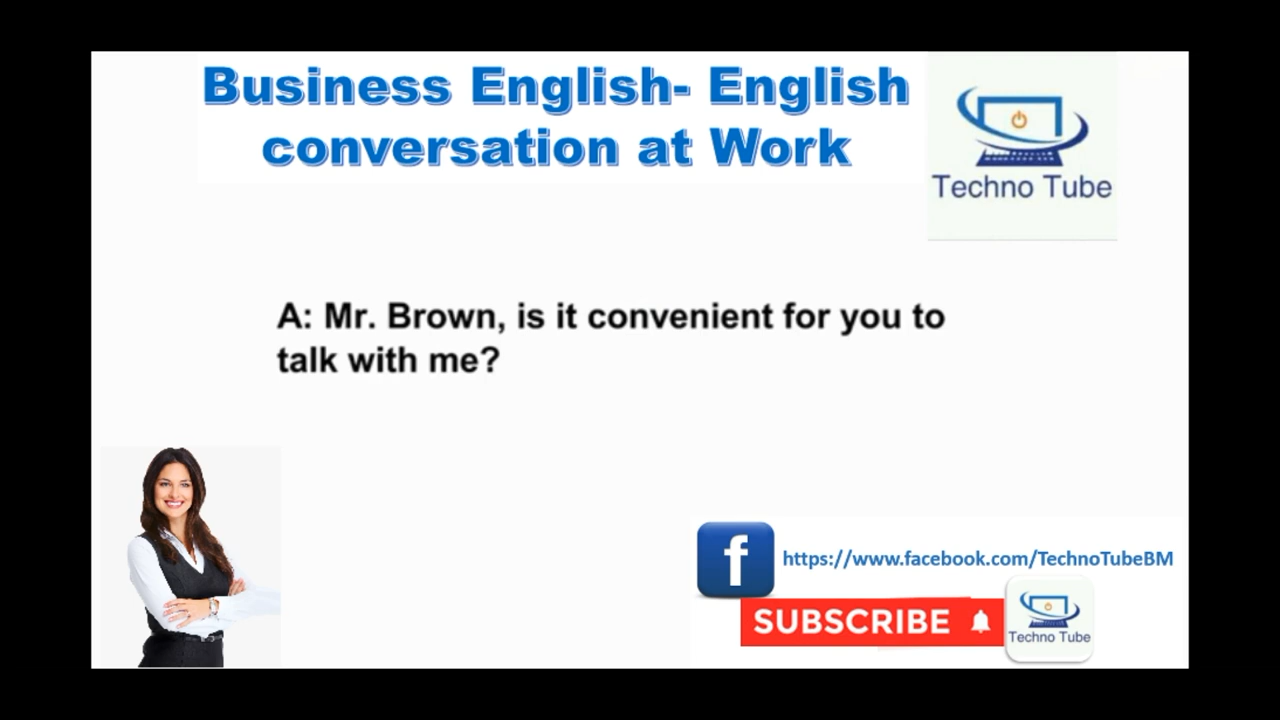 Business English- English
conversation at Work
Techno Tube
A: Mr. Brown, is it convenient for you to
talk with me?
f
https://www.facebook.com/TechnoTubeBM
SUBSCRIBE
Techno Tube